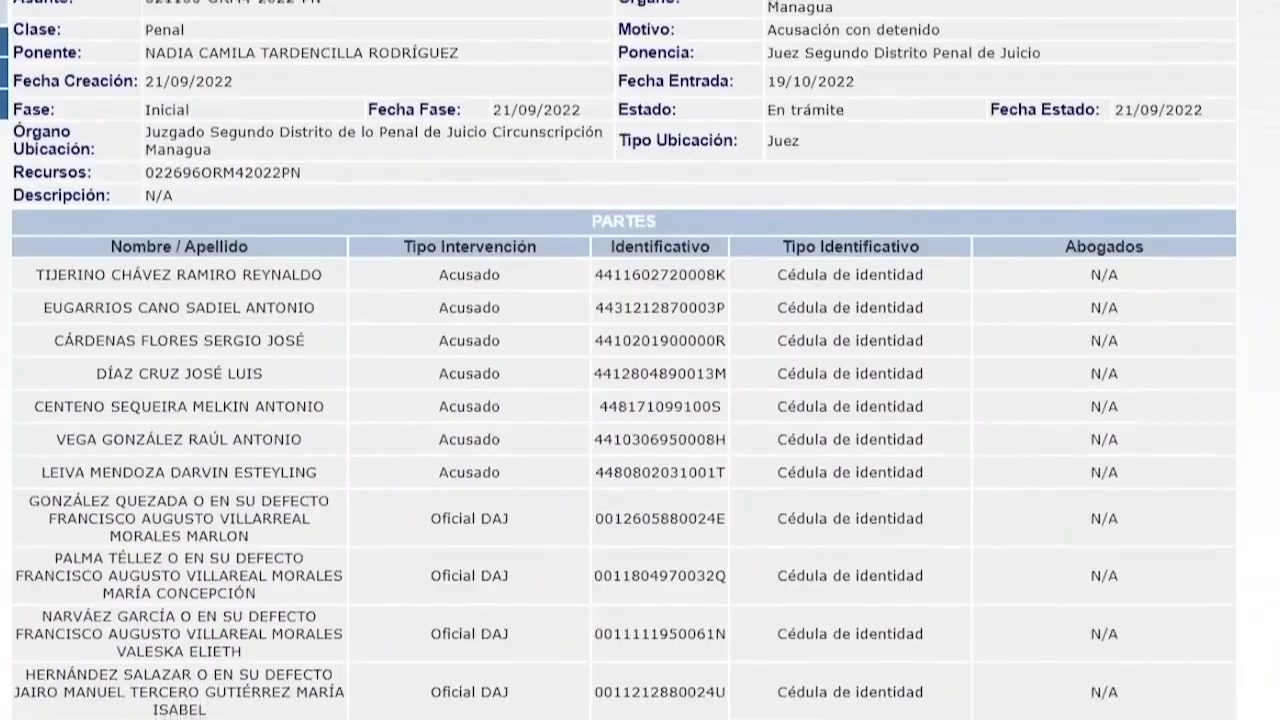 Managua
Clase: Penal Motivo: Acusación con detenido
Ponente: NADIA CAMILA TARDENCILLA RODRÍGUEZ Ponencia: Juez Segundo Distrito Penal de Juicio
Fecha Creación: 21/09/2022 Fecha Entrada: 19/10/2022
Fase: Inicial Fecha Fase: 21/09/2022 Estado: En trámite Fecha Estado: 21/09/2022
Órgano Ubicación: Juzgado Segundo Distrito de lo Penal de Juicio Circunscripción Managua Tipo Ubicación: Juez
Recursos: 022696ORM42022PN
Descripción: N/A
PARTES
Nombre / Apellido Tipo Intervención Identificativo Tipo Identificativo Abogados
TIJERINO CHÁVEZ RAMIRO REYNALDO Acusado 4411602720008K Cédula de identidad N/A
EUGARRIOS CANO SADIEL ANTONIO Acusado 4431212870003P Cédula de identidad N/A
CÁRDENAS FLORES SERGIO JOSÉ Acusado 4410201900000R Cédula de identidad N/A
DÍAZ CRUZ JOSÉ LUIS Acusado 4412804890013M Cédula de identidad N/A
CENTENO SEQUEIRA MELKIN ANTONIO Acusado 448171099100S Cédula de identidad N/A
VEGA GONZÁLEZ RAÚL ANTONIO Acusado 4410306950008H Cédula de identidad N/A
LEIVA MENDOZA DARVIN ESTEYLING Acusado 4480802031001T Cédula de identidad N/A
GONZÁLEZ QUEZADA O EN SU DEFECTO
FRANCISCO AUGUSTO VILLARREAL
MORALES MARLON Oficial DAJ 0012605880024E Cédula de identidad N/A
PALMA TÉLLEZ O EN SU DEFECTO
FRANCISCO AUGUSTO VILLAREAL MORALES
MARÍA CONCEPCIÓN Oficial DAJ 0011804970032Q Cédula de identidad N/A
NARVÁEZ GARCÍA O EN SU DEFECTO
FRANCISCO AUGUSTO VILLAREAL MORALES
VALESKA ELIETH Oficial DAJ 0011111950061N Cédula de identidad N/A
HERNÁNDEZ SALAZAR O EN SU DEFECTO
JAIRO MANUEL TERCERO GUTIÉRREZ MARÍA
ISABEL Oficial DAJ 0011212880024U Cédula de identidad N/A